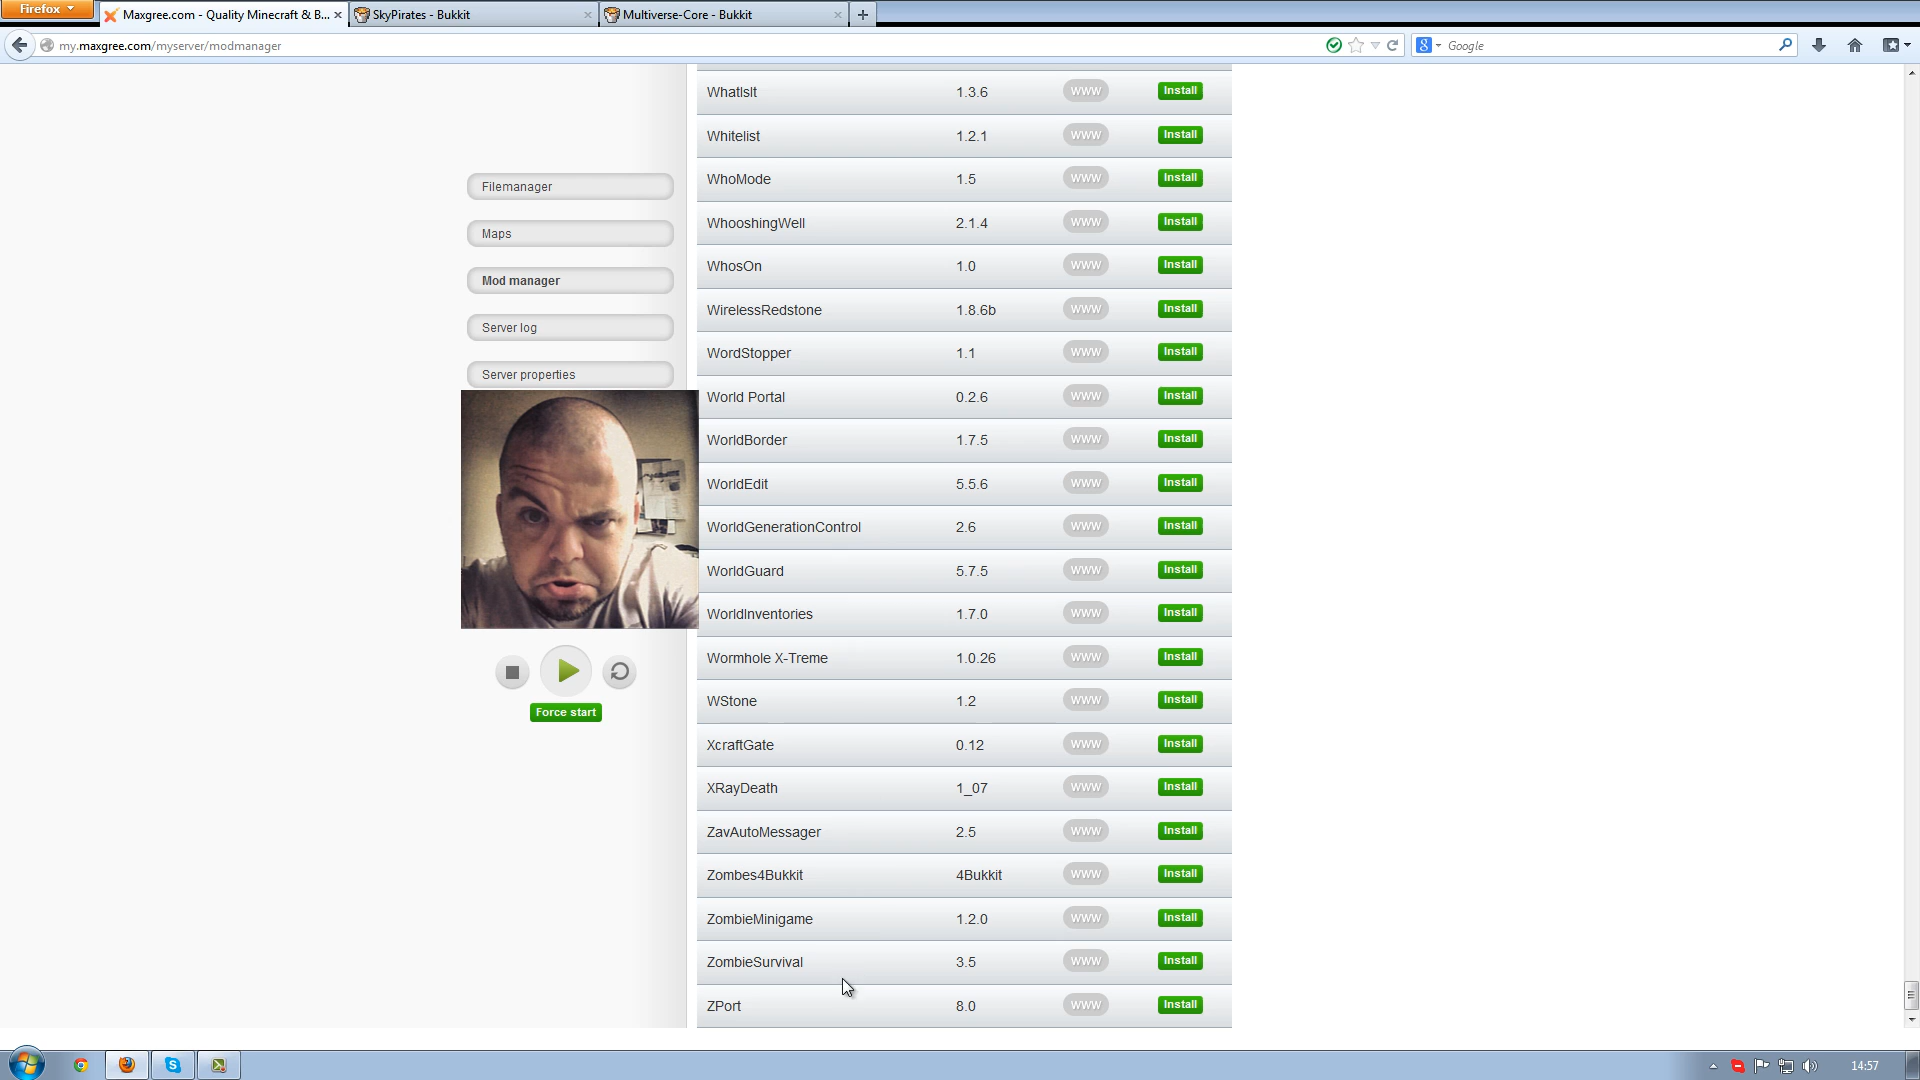 Firefox
Maxgree.com - Quality Minecraft & B...
SkyPirates - Bukkit
Multiverse-Core - Bukkit
my.maxgree.com/myserver/modmanager
Google
WhatIsIt 1.3.6 WWW Install
Whitelist 1.2.1 WWW Install
WhoMode 1.5 WWW Install
WhooshingWell 2.1.4 WWW Install
WhosOn 1.0 WWW Install
WirelessRedstone 1.8.6b WWW Install
WordStopper 1.1 WWW Install
World Portal 0.2.6 WWW Install
WorldBorder 1.7.5 WWW Install
WorldEdit 5.5.6 WWW Install
WorldGenerationControl 2.6 WWW Install
WorldGuard 5.7.5 WWW Install
WorldInventories 1.7.0 WWW Install
Wormhole X-Treme 1.0.26 WWW Install
WStone 1.2 WWW Install
XcraftGate 0.12 WWW Install
XRayDeath 1_07 WWW Install
ZavAutoMessager 2.5 WWW Install
Zombes4Bukkit 4Bukkit WWW Install
ZombieMinigame 1.2.0 WWW Install
ZombieSurvival 3.5 WWW Install
ZPort 8.0 WWW Install
Filemanager
Maps
Mod manager
Server log
Server properties
Force start
14:57